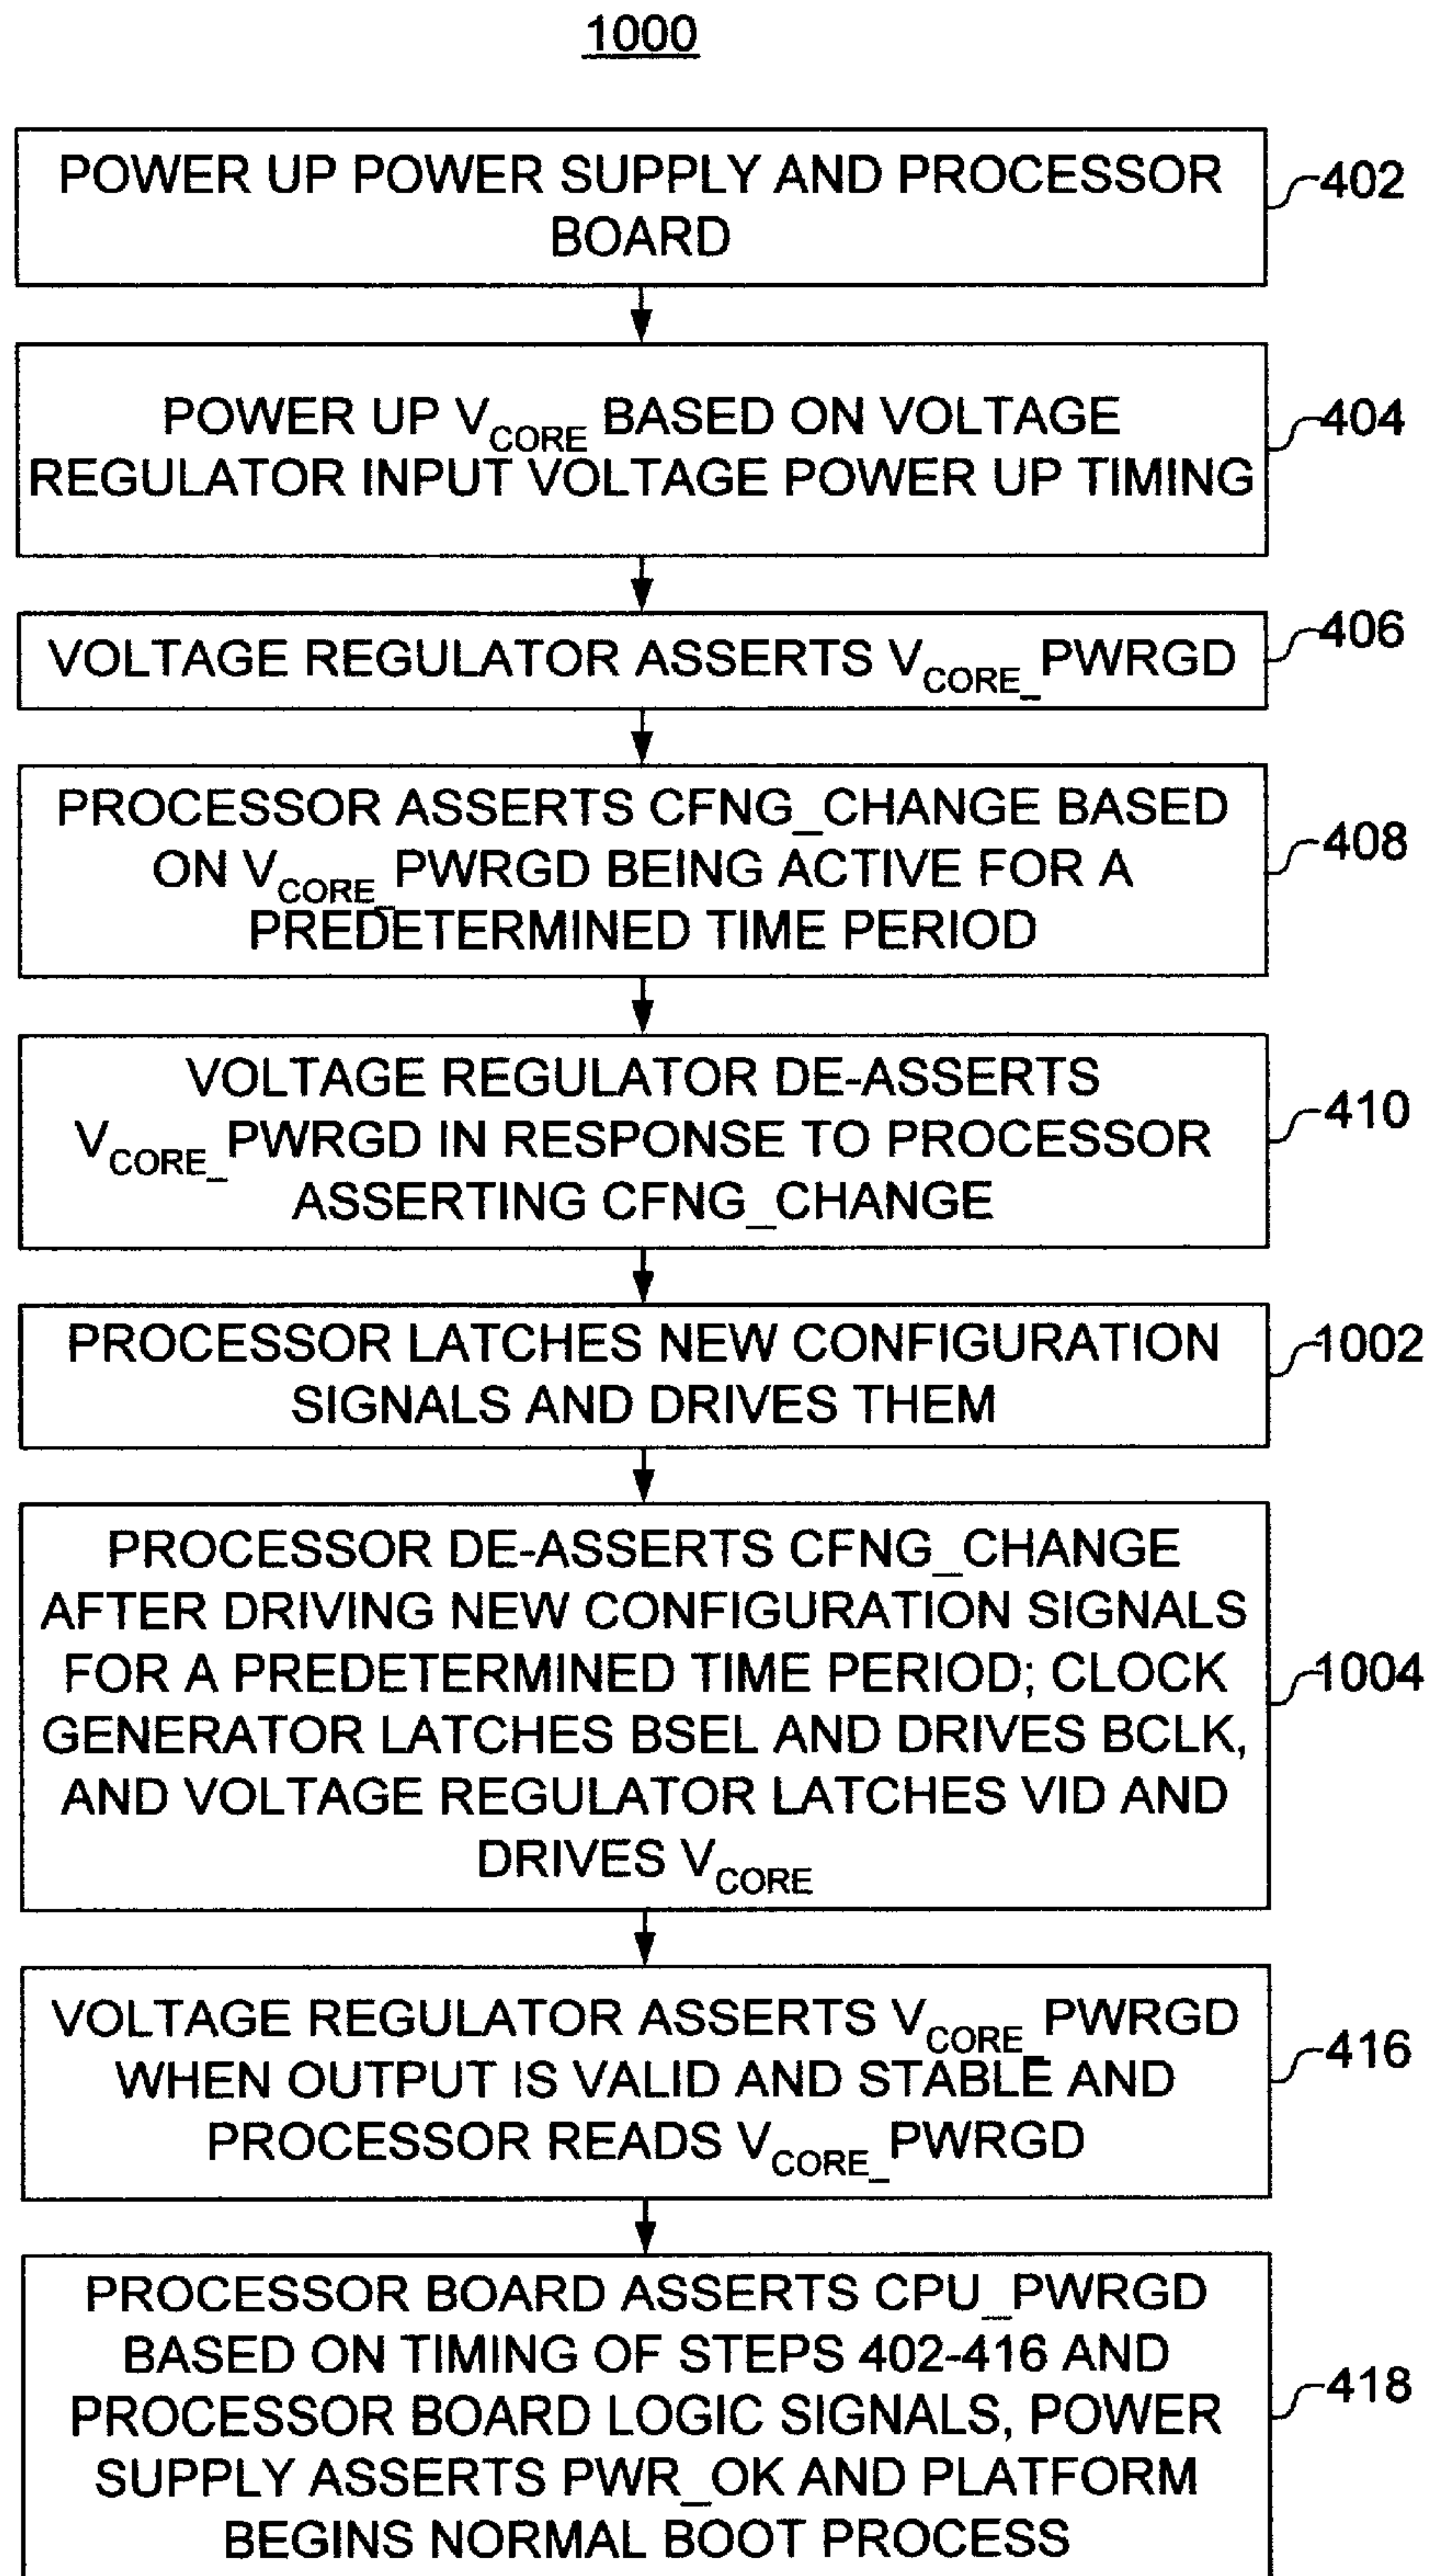 1000
POWER UP POWER SUPPLY AND PROCESSOR
BOARD
402
POWER UP VCORE BASED ON VOLTAGE
REGULATOR INPUT VOLTAGE POWER UP TIMING
404
VOLTAGE REGULATOR ASSERTS VCORE_PWRGD
406
PROCESSOR ASSERTS CFNG_CHANGE BASED
ON VCORE_PWRGD BEING ACTIVE FOR A
PREDETERMINED TIME PERIOD
408
VOLTAGE REGULATOR DE-ASSERTS
VCORE_PWRGD IN RESPONSE TO PROCESSOR
ASSERTING CFNG_CHANGE
410
PROCESSOR LATCHES NEW CONFIGURATION
SIGNALS AND DRIVES THEM
1002
PROCESSOR DE-ASSERTS CFNG_CHANGE
AFTER DRIVING NEW CONFIGURATION SIGNALS
FOR A PREDETERMINED TIME PERIOD; CLOCK
GENERATOR LATCHES BSEL AND DRIVES BCLK,
AND VOLTAGE REGULATOR LATCHES VID AND
DRIVES VCORE
1004
VOLTAGE REGULATOR ASSERTS VCORE_PWRGD
WHEN OUTPUT IS VALID AND STABLE AND
PROCESSOR READS VCORE_PWRGD
416
PROCESSOR BOARD ASSERTS CPU_PWRGD
BASED ON TIMING OF STEPS 402-416 AND
PROCESSOR BOARD LOGIC SIGNALS, POWER
SUPPLY ASSERTS PWR_OK AND PLATFORM
BEGINS NORMAL BOOT PROCESS
418